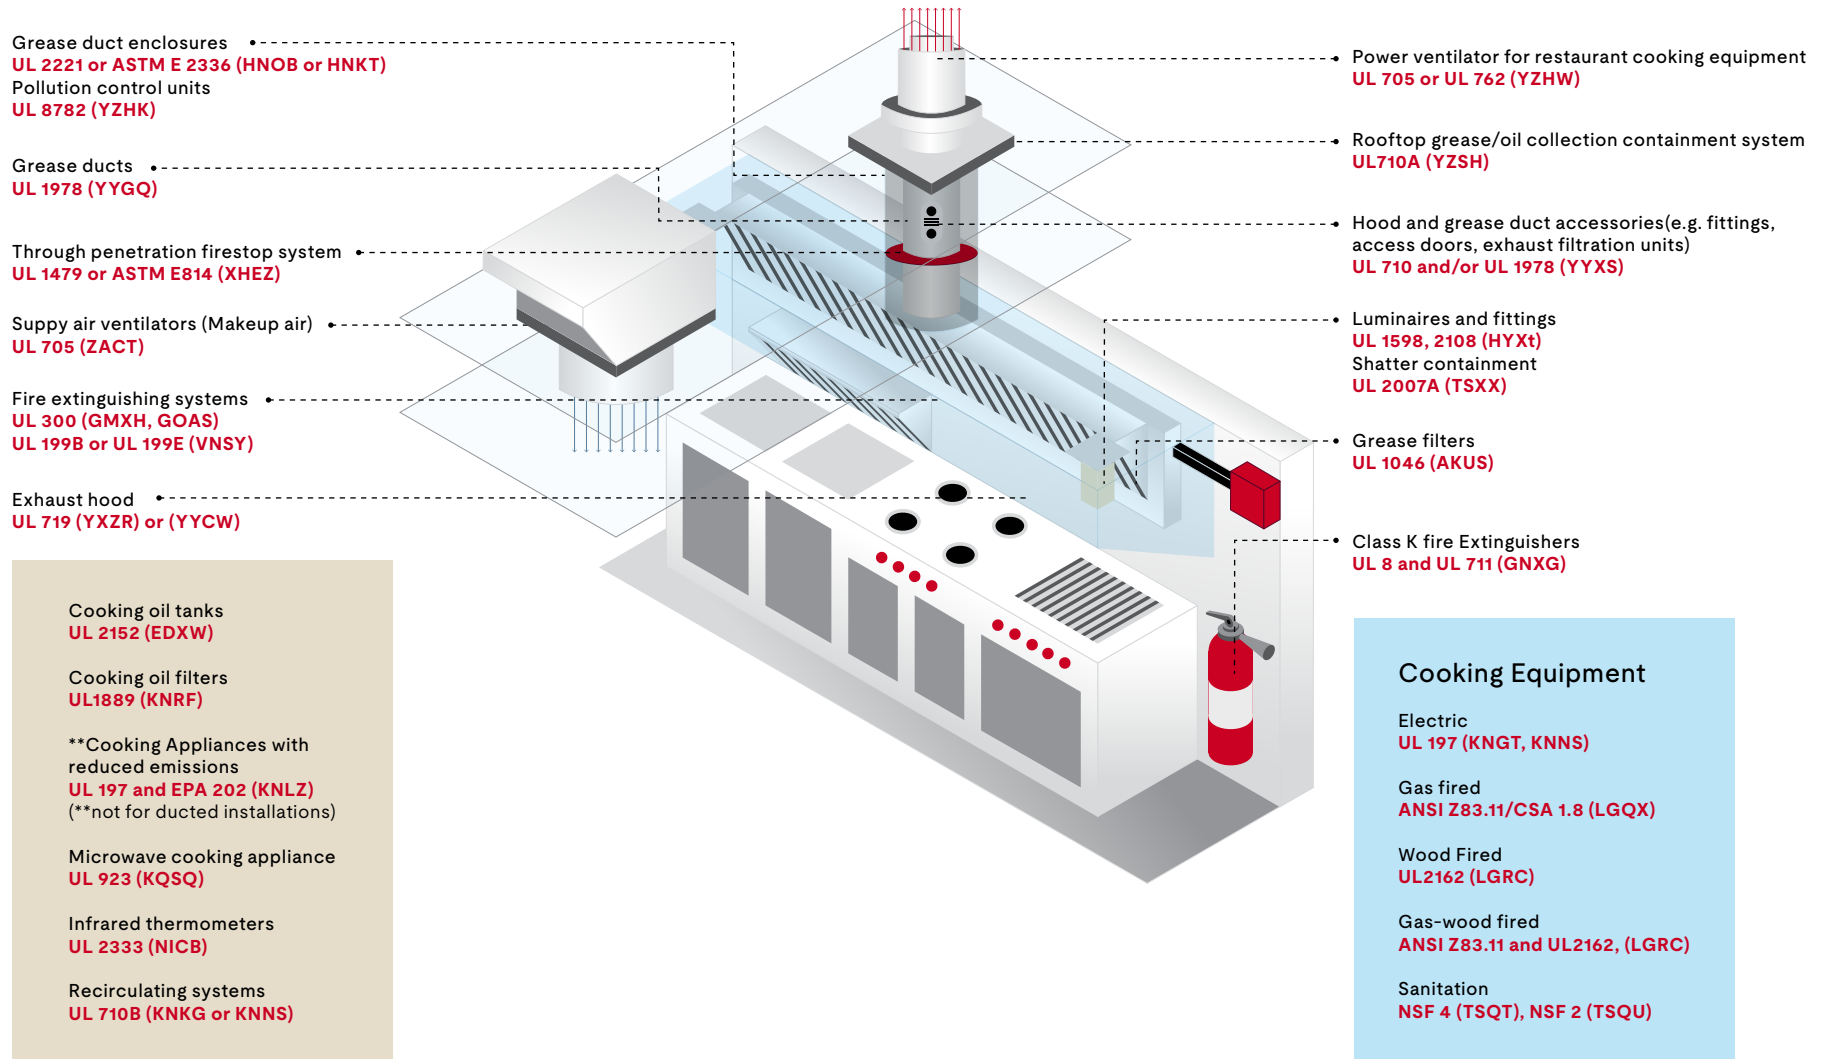 Grease duct enclosures
UL 2221 or ASTM E 2336 (HNOB or HNKT)
Pollution control units
UL 8782 (YZHK)
Grease ducts
UL 1978 (YYGQ)
Through penetration firestop system
UL 1479 or ASTM E814 (XHEZ)
Suppy air ventilators (Makeup air)
UL 705 (ZACT)
Fire extinguishing systems
UL 300 (GMXH, GOAS)
UL 199B or UL 199E (VNSY)
Exhaust hood
UL 719 (YXZR) or (YYCW)
Cooking oil tanks
UL 2152 (EDXW)
Cooking oil filters
UL1889 (KNRF)
**Cooking Appliances with
reduced emissions
UL 197 and EPA 202 (KNLZ)
(**not for ducted installations)
Microwave cooking appliance
UL 923 (KQSQ)
Infrared thermometers
UL 2333 (NICB)
Recirculating systems
UL 710B (KNKG or KNNS)
Power ventilator for restaurant cooking equipment
UL 705 or UL 762 (YZHW)
Rooftop grease/oil collection containment system
UL710A (YZSH)
Hood and grease duct accessories(e.g. fittings,
access doors, exhaust filtration units)
UL 710 and/or UL 1978 (YYXS)
Luminaires and fittings
UL 1598, 2108 (HYXt)
Shatter containment
UL 2007A (TSXX)
Grease filters
UL 1046 (AKUS)
Class K fire Extinguishers
UL 8 and UL 711 (GNXG)
Cooking Equipment
Electric
UL 197 (KNGT, KNNS)
Gas fired
ANSI Z83.11/CSA 1.8 (LGQX)
Wood Fired
UL2162 (LGRC)
Gas-wood fired
ANSI Z83.11 and UL2162, (LGRC)
Sanitation
NSF 4 (TSQT), NSF 2 (TSQU)